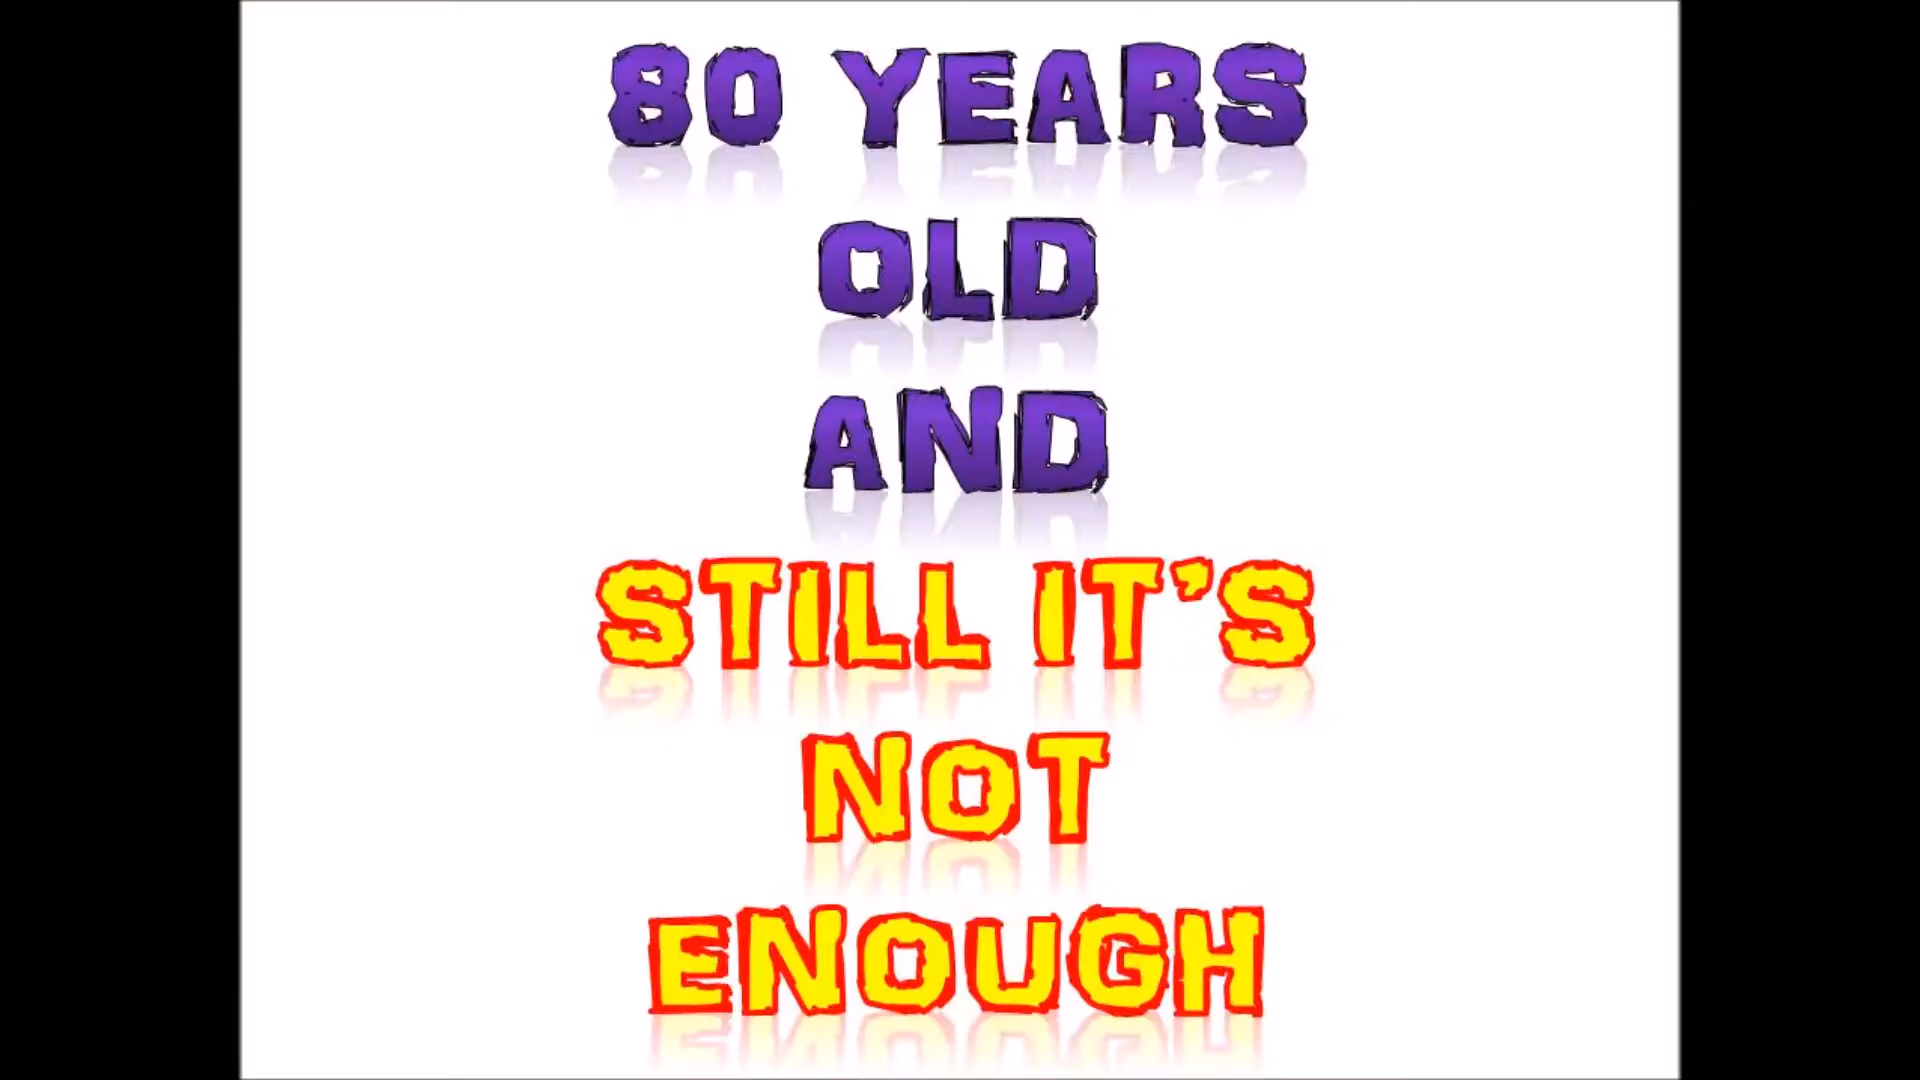 80 YEARS
OLD
AND
STILL IT'S
NOT
ENOUGH